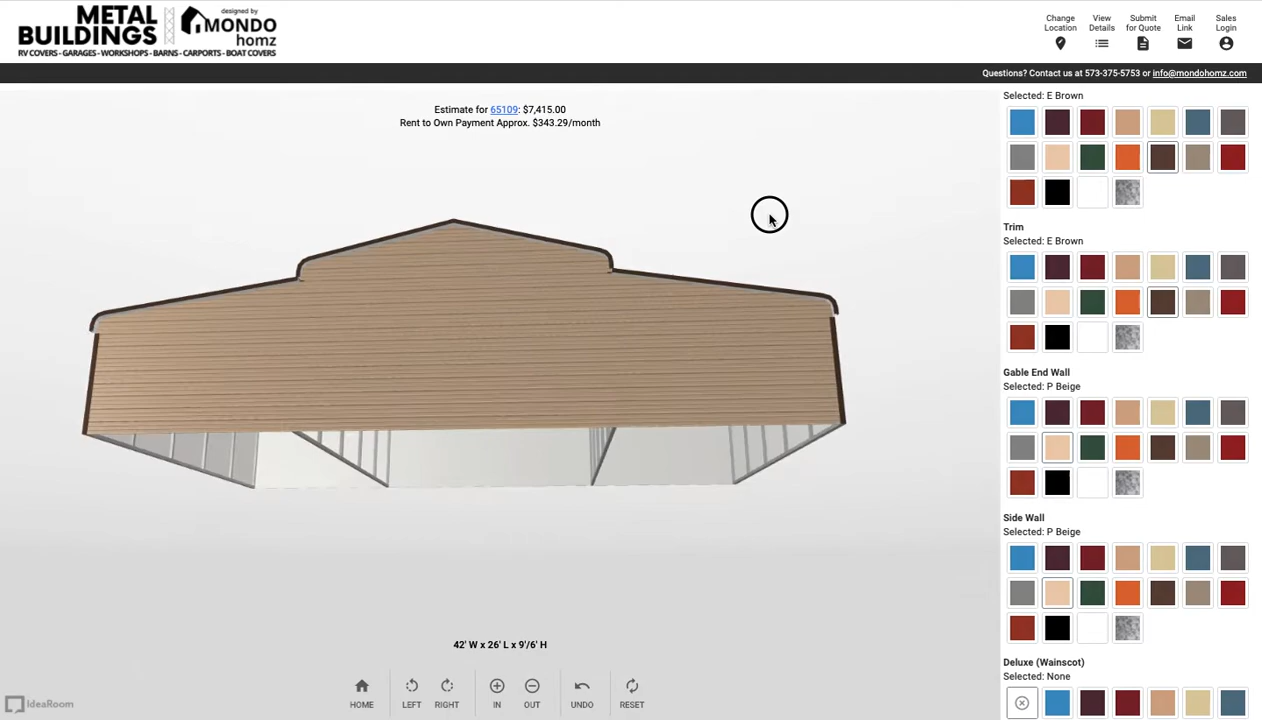 METAL
BUILDINGS
designed by
MONDO
homz
RV COVERS - GARAGES - WORKSHOPS - BARNS - CARPORTS - BOAT COVERS
Change
Location
View
Details
Submit
for Quote
Email
Link
Sales
Login
Questions? Contact us at 573-375-5753 or info@mondohomz.com
Estimate for 65109: $7,415.00
Rent to Own Payment Approx. $343.29/month
Selected: E Brown
Trim
Selected: E Brown
Gable End Wall
Selected: P Beige
Side Wall
Selected: P Beige
Deluxe (Wainscot)
Selected: None
42' W x 26' L x 9'/6' H
HOME
LEFT
RIGHT
IN
OUT
UNDO
RESET
IdeaRoom